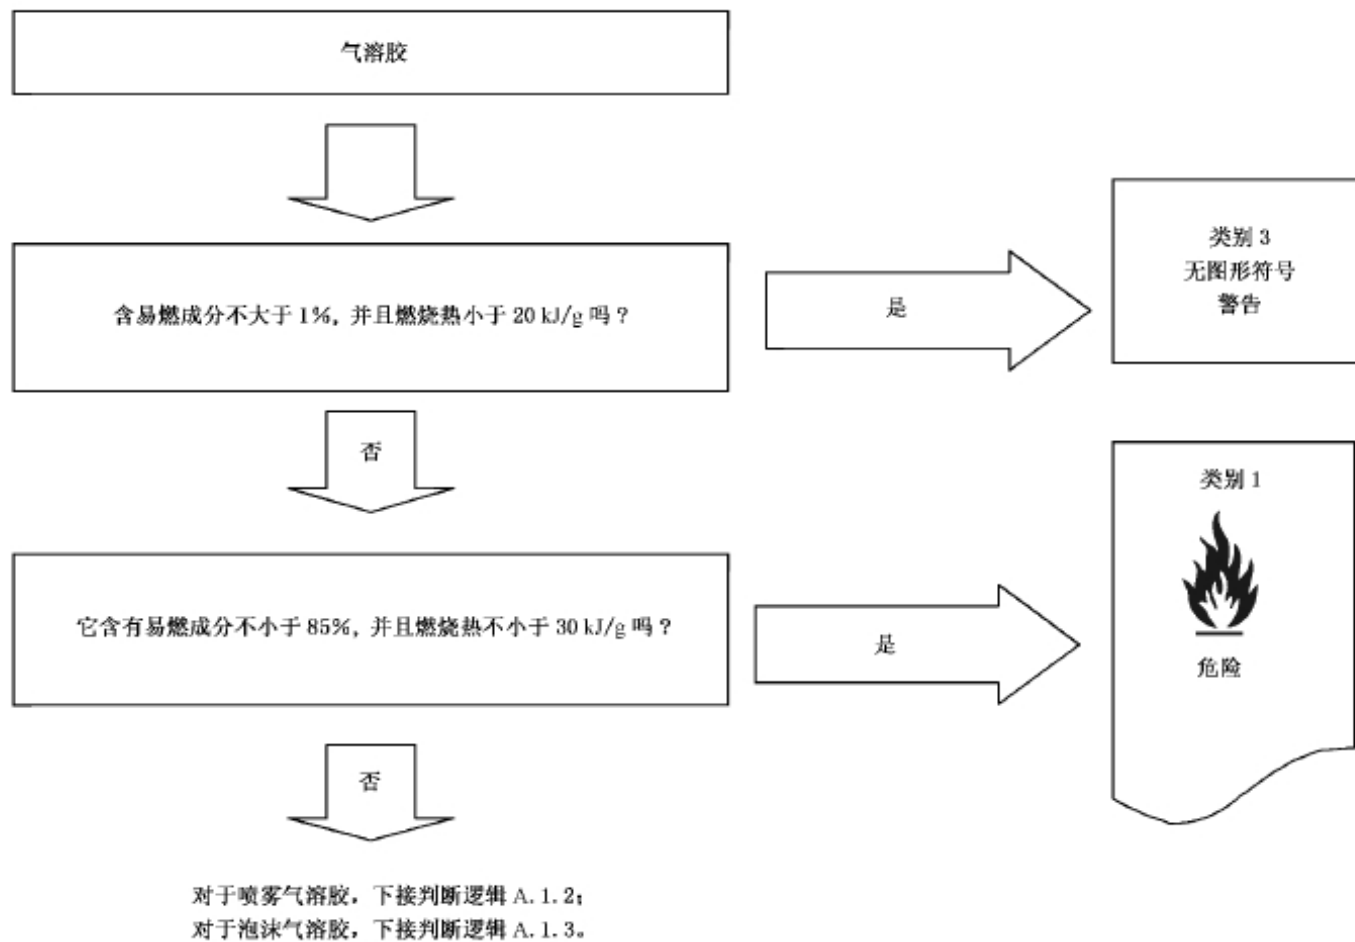 气溶胶
含易燃成分不大于 1%, 并且燃烧热小于 20 kJ/g 吗?
是
类别 3
无图形符号
警告
否
它含有易燃成分不小于 85%, 并且燃烧热不小于 30 kJ/g 吗?
是
类别 1
危险
否
对于喷雾气溶胶, 下接判断逻辑 A.1.2;
对于泡沫气溶胶, 下接判断逻辑 A.1.3。